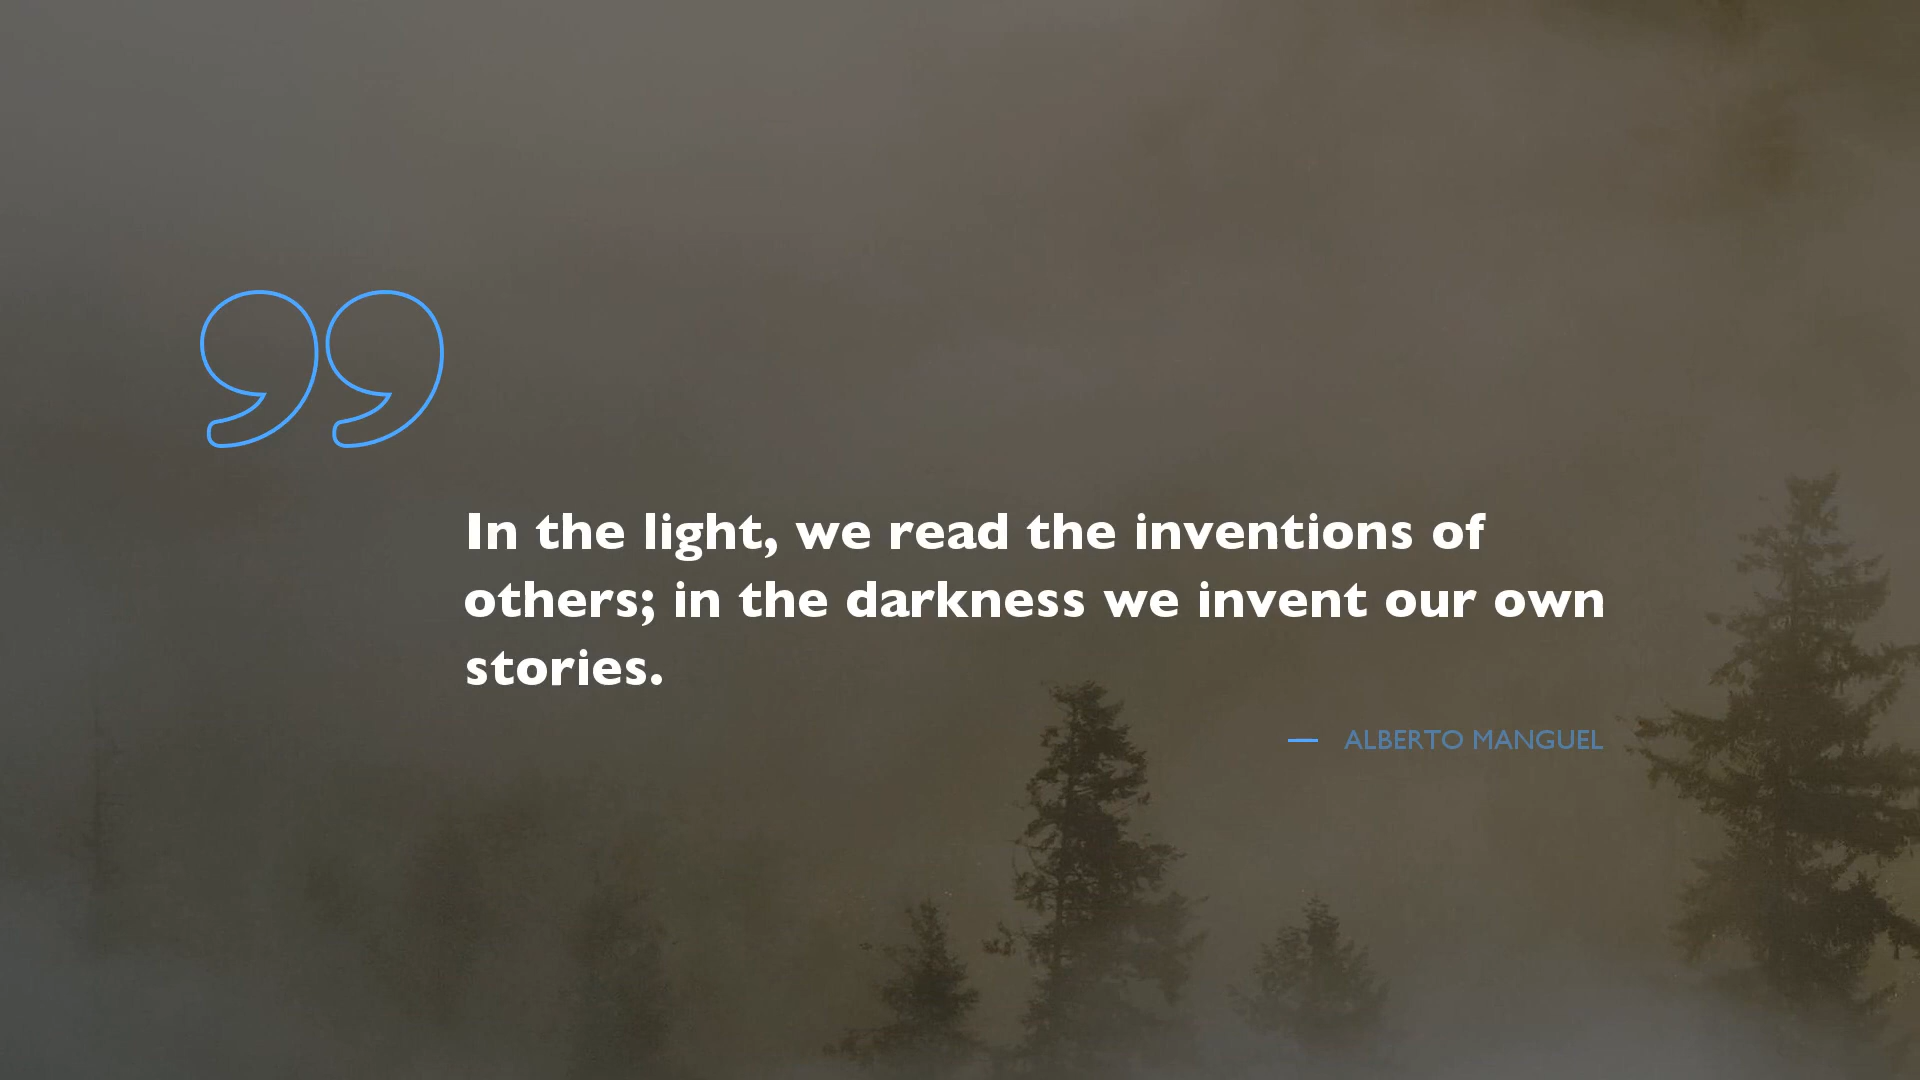 In the light, we read the inventions of
others; in the darkness we invent our own
stories.
— ALBERTO MANGUEL